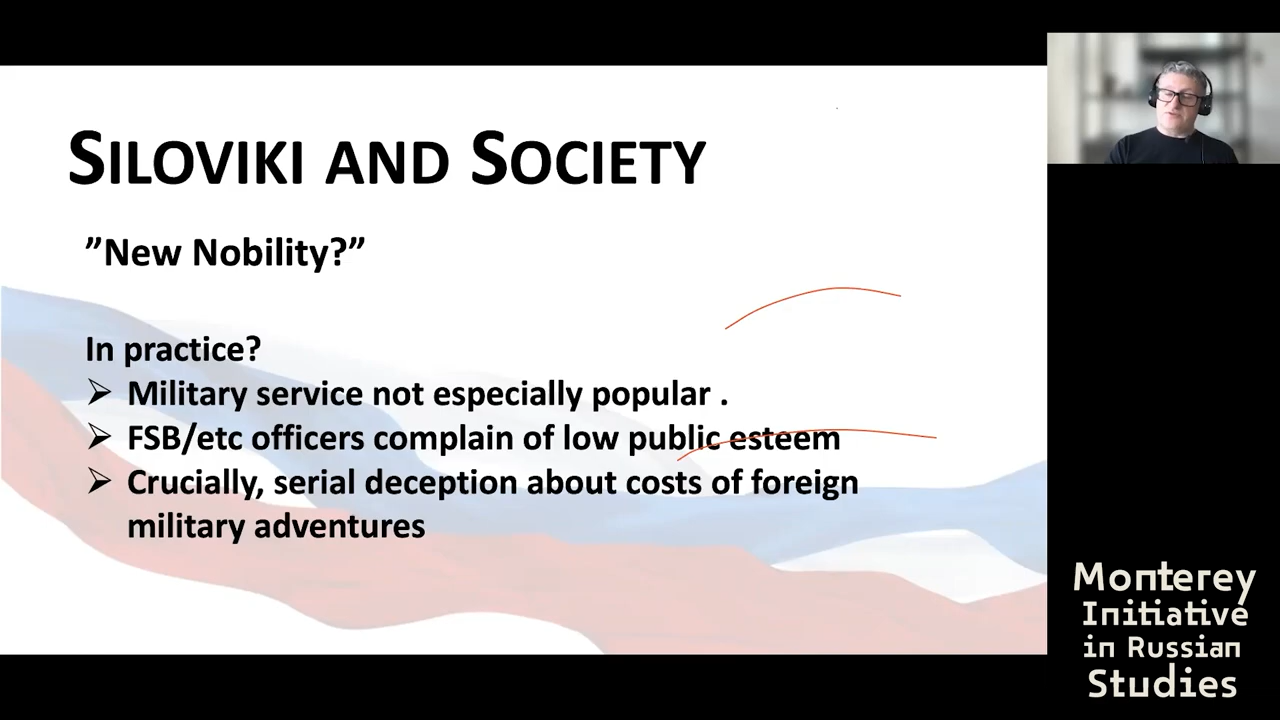 SILOVIKI AND SOCIETY
”New Nobility?”
In practice?
➢ Military service not especially popular .
➢ FSB/etc officers complain of low public esteem
➢ Crucially, serial deception about costs of foreign
military adventures
Monterey
Initiative
in Russian
Studies